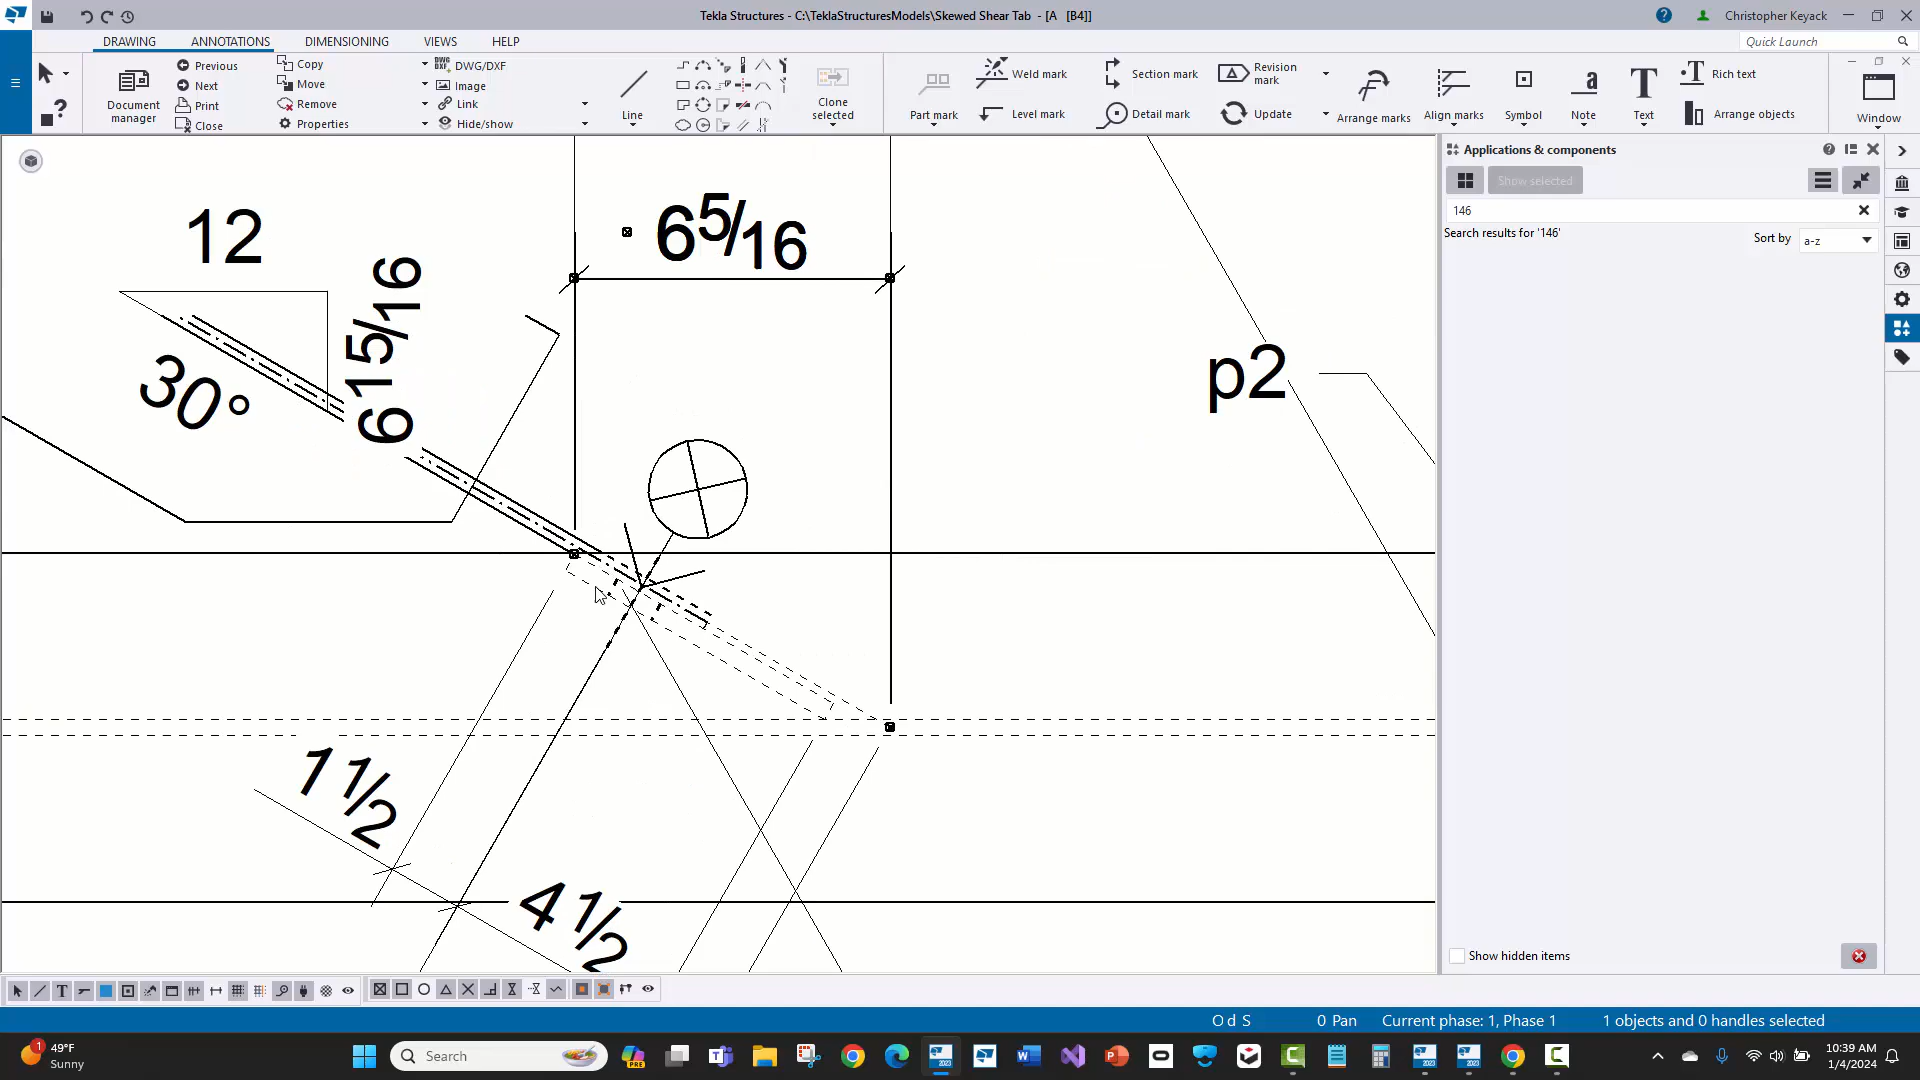 Tekla Structures - C:\TeklaStructuresModels\Skewed Shear Tab - [A [B4]]
Christopher Keyack
DRAWING ANNOTATIONS DIMENSIONING VIEWS HELP
Quick Launch
Document manager
Previous
Next
Print
Close
Copy
Move
Remove
Properties
DWG/DXF
Image
Link
Hide/show
Line
Clone selected
Part mark
Weld mark
Level mark
Section mark
Detail mark
Revision mark
Update
Arrange marks
Align marks
Symbol
Note
Text
Rich text
Arrange objects
Window
Applications & components
Show selected
146
Search results for '146'
Sort by
a-z
12
6 5/16
6 15/16
30°
p2
1 1/2
4 1/2
Show hidden items
O d S
0 Pan
Current phase: 1, Phase 1
1 objects and 0 handles selected
1
49°F
Sunny
Search
PRE
2023
2023
2023
10:39 AM
1/4/2024